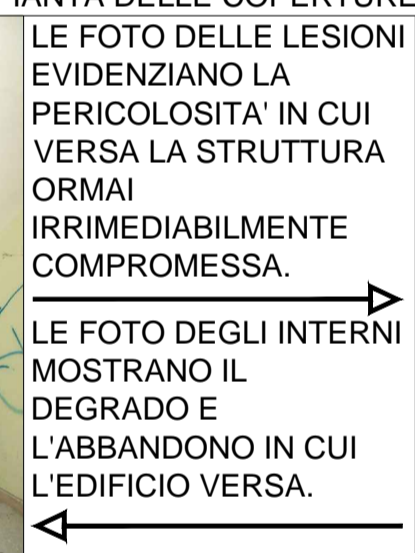 LE FOTO DELLE LESIONI
EVIDENZIANO LA
PERICOLOSITA' IN CUI
VERSA LA STRUTTURA
ORMAI
IRRIMEDIABILMENTE
COMPROMESSA.
LE FOTO DEGLI INTERNI
MOSTRANO IL
DEGRADO E
L'ABBANDONO IN CUI
L'EDIFICIO VERSA.